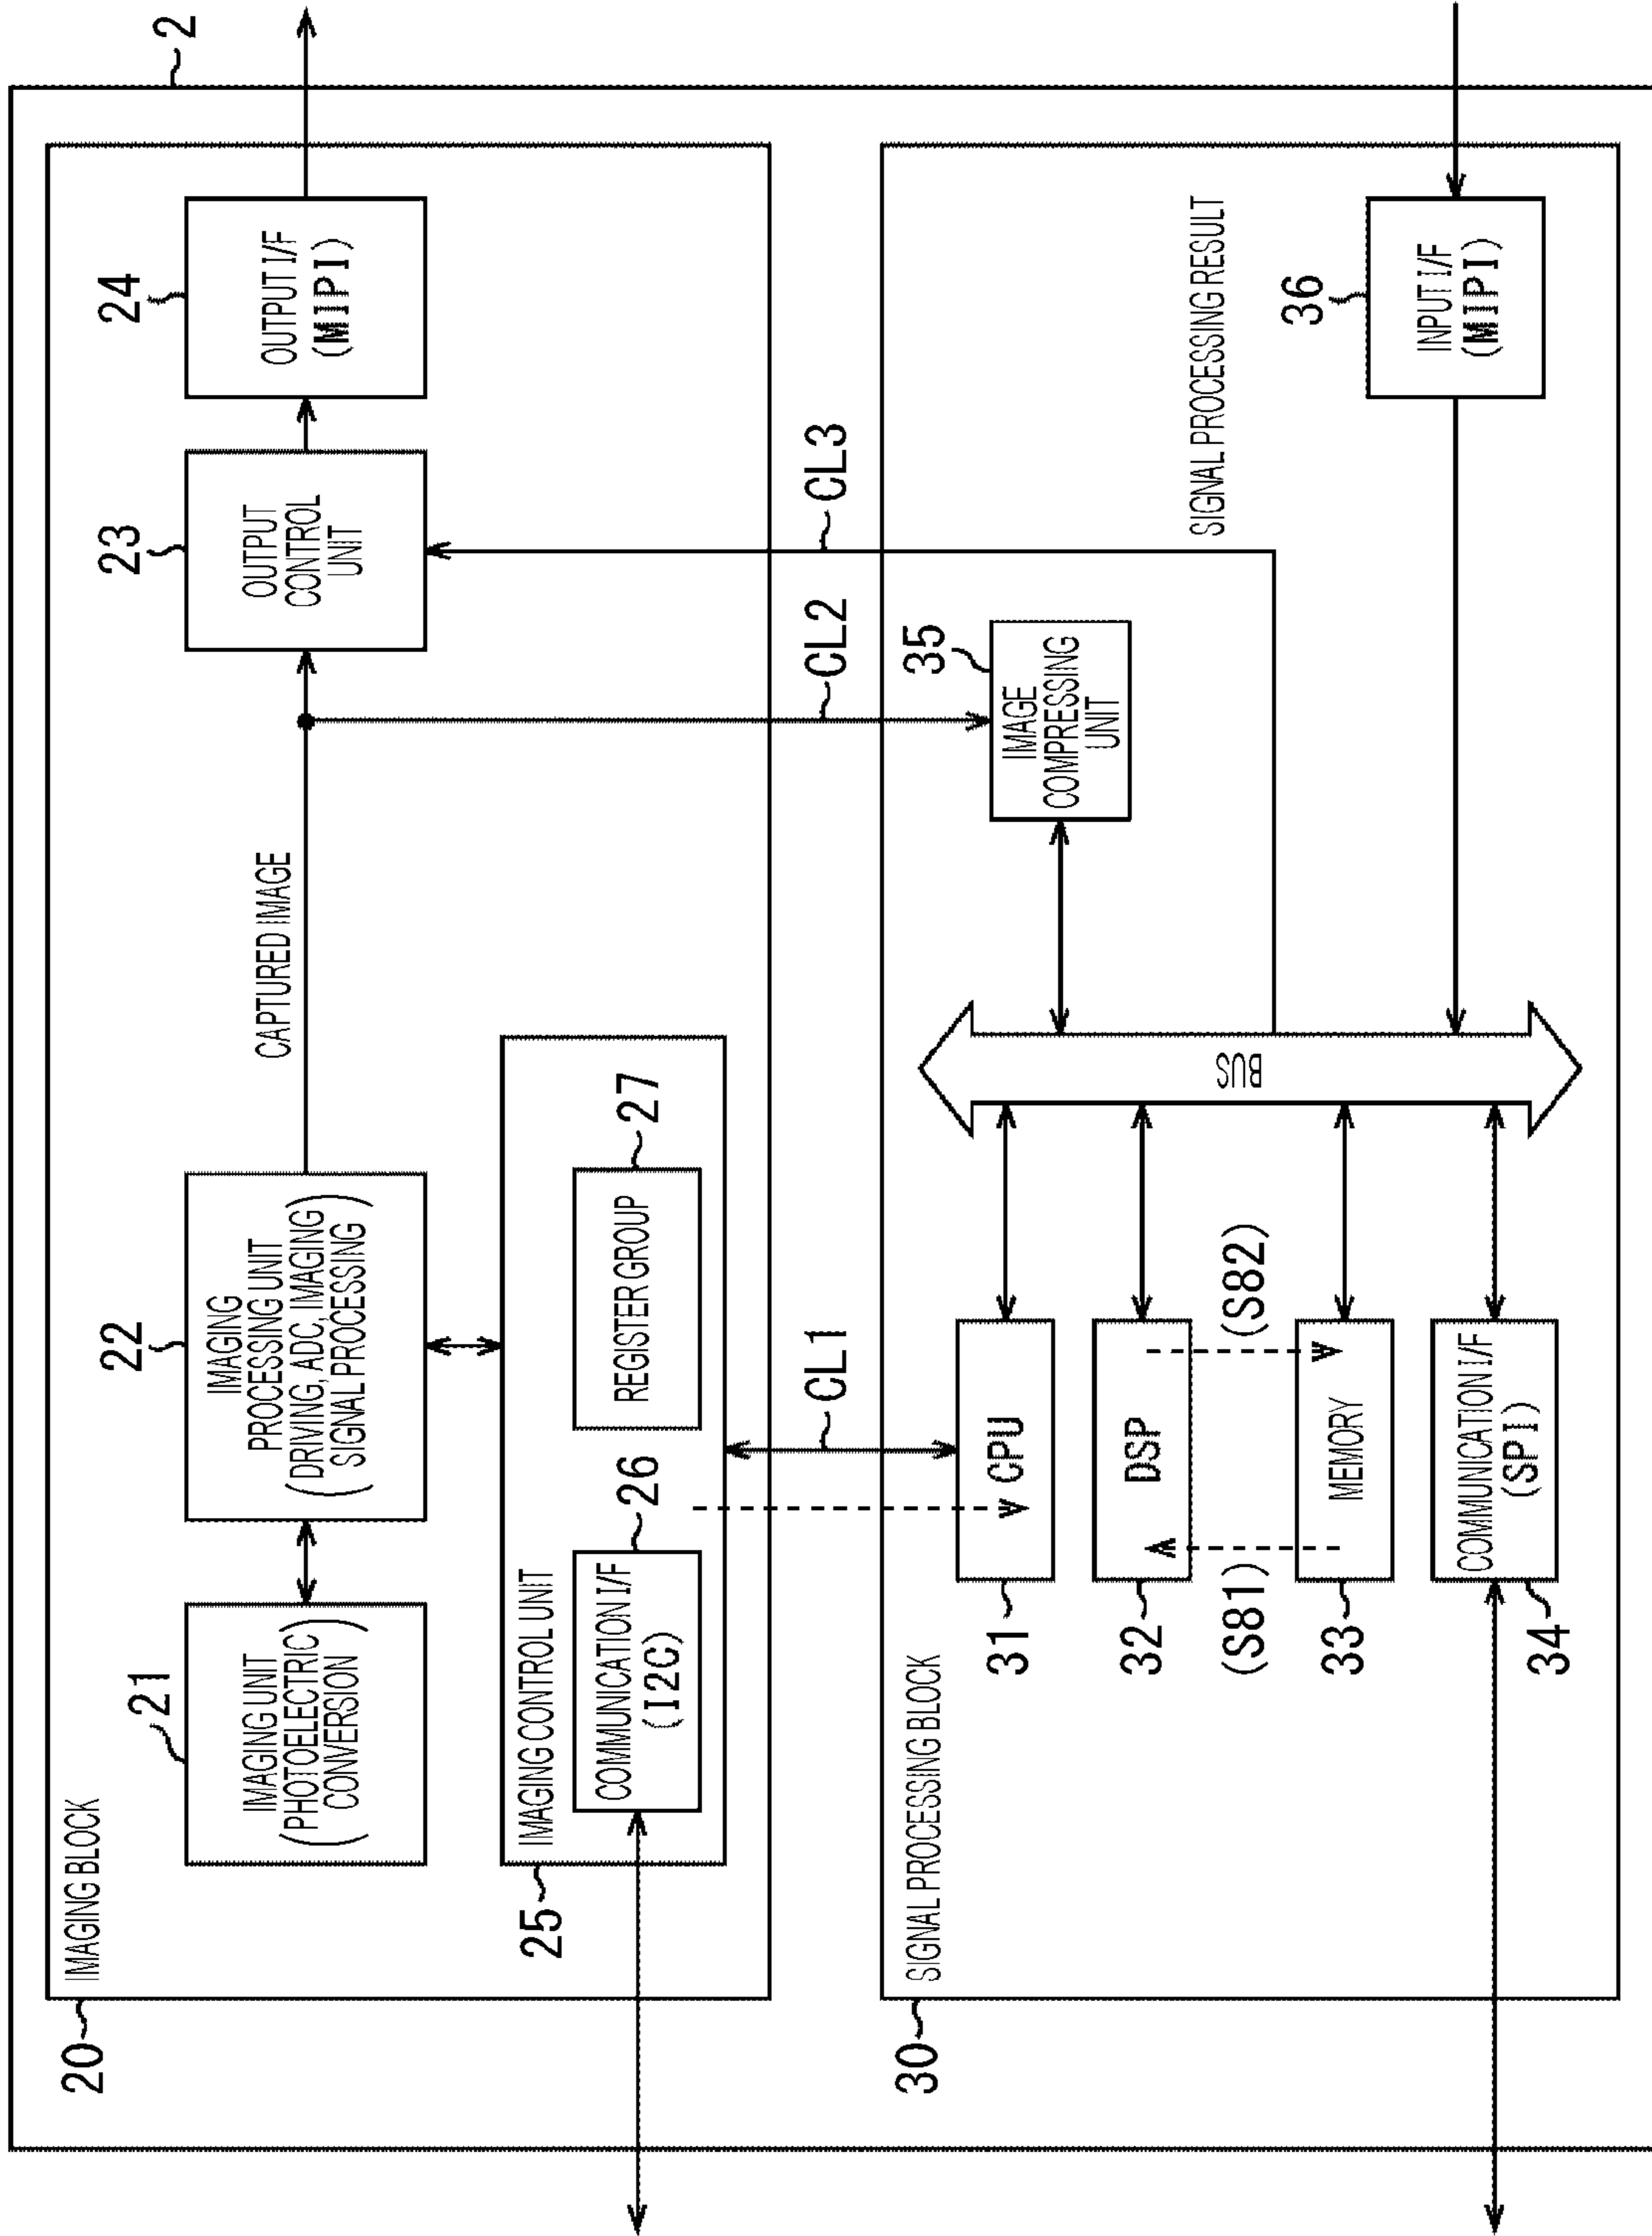 2
20
IMAGING BLOCK
21
IMAGING UNIT
(PHOTOELECTRIC
CONVERSION)
22
IMAGING
PROCESSING UNIT
(DRIVING, ADC, IMAGING
SIGNAL PROCESSING)
CAPTURED IMAGE
23
OUTPUT
CONTROL
UNIT
24
OUTPUT I/F
(MIPI)
25
IMAGING CONTROL UNIT
26
COMMUNICATION I/F
(I2C)
27
REGISTER GROUP
CL1
CL2
CL3
30
SIGNAL PROCESSING BLOCK
31
CPU
32
DSP
(S81)
(S82)
33
MEMORY
34
COMMUNICATION I/F
(SPI)
BUS
35
IMAGE
COMPRESSING
UNIT
SIGNAL PROCESSING RESULT
36
INPUT I/F
(MIPI)